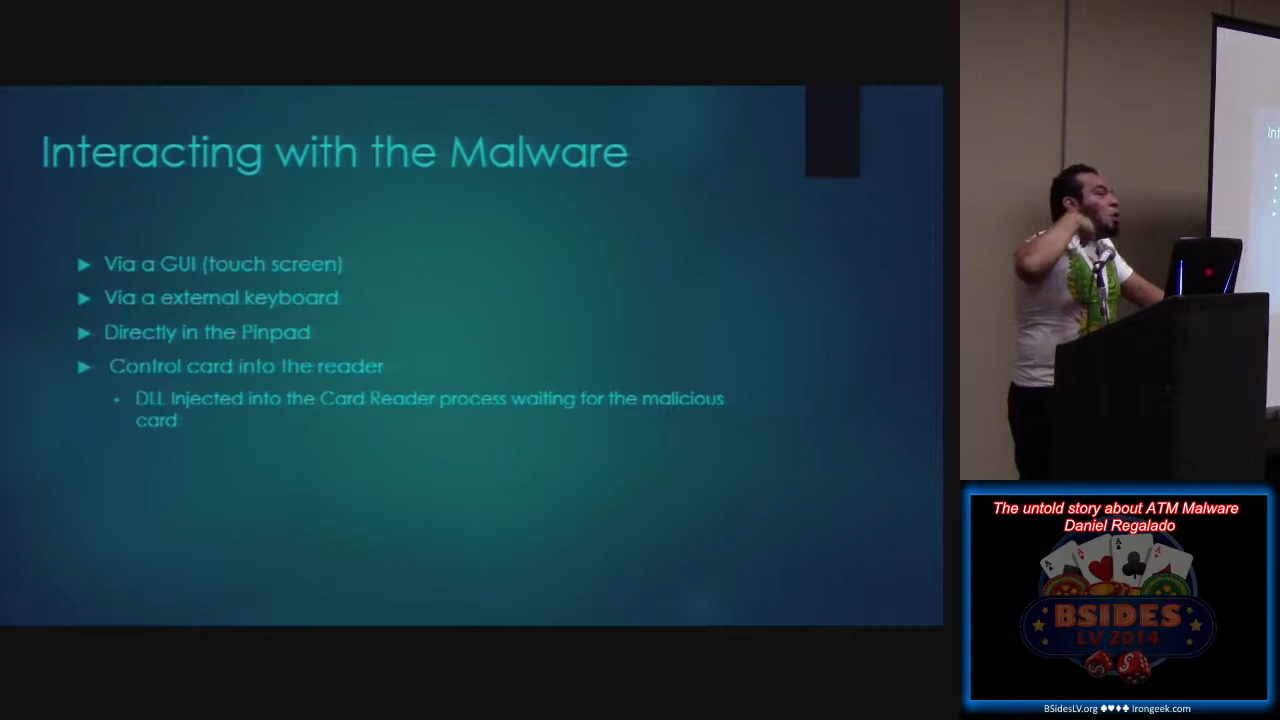 Interacting with the Malware
Via a GUI (touch screen)
Via a external keyboard
Directly in the Pinpad
Control card into the reader
DLL Injected into the Card Reader process waiting for the malicious
card
Int
The untold story about ATM Malware
Daniel Regalado
A
A
A
A
BSIDES
LV 2014
BSidesLV.org ♠♥♦♣ Irongeek.com